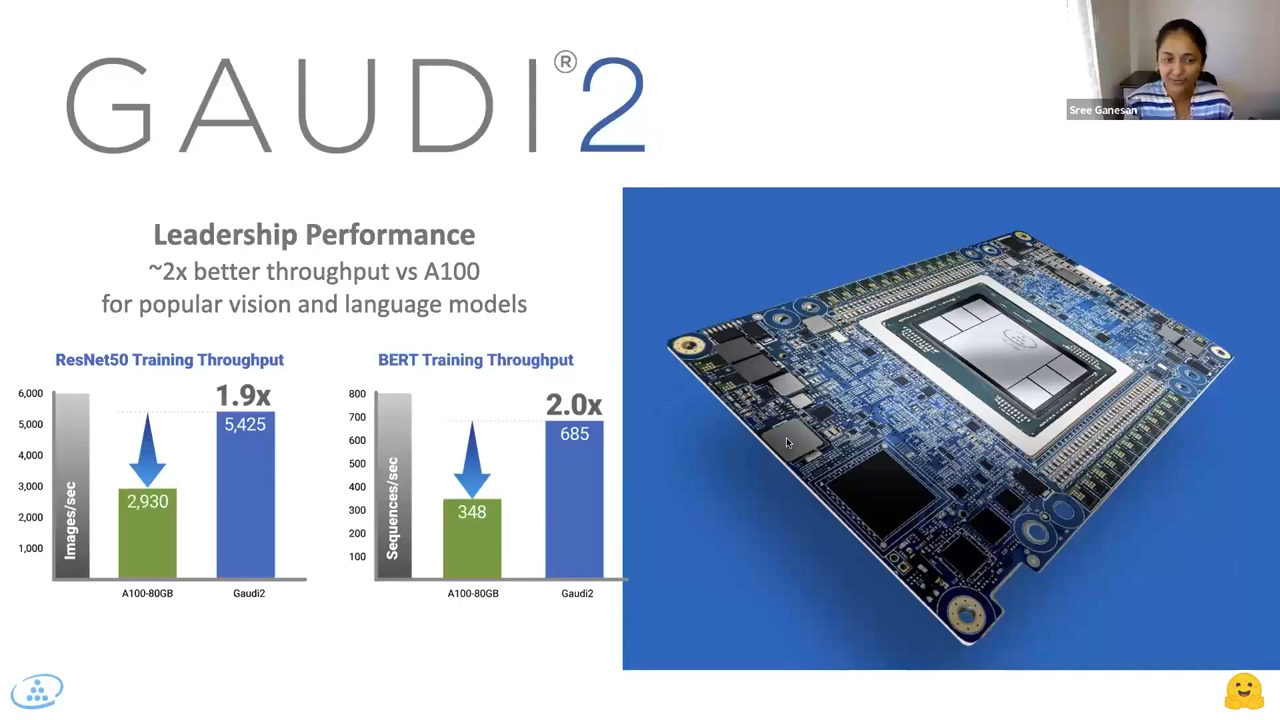 GAUDI®2
Sree Ganesan
Leadership Performance
~2x better throughput vs A100
for popular vision and language models
ResNet50 Training Throughput
6,000
5,000
4,000
3,000
2,000
1,000
Images/sec
1.9x
2,930
5,425
A100-80GB
Gaudi2
BERT Training Throughput
800
700
600
500
400
300
200
100
Sequences/sec
2.0x
348
685
A100-80GB
Gaudi2